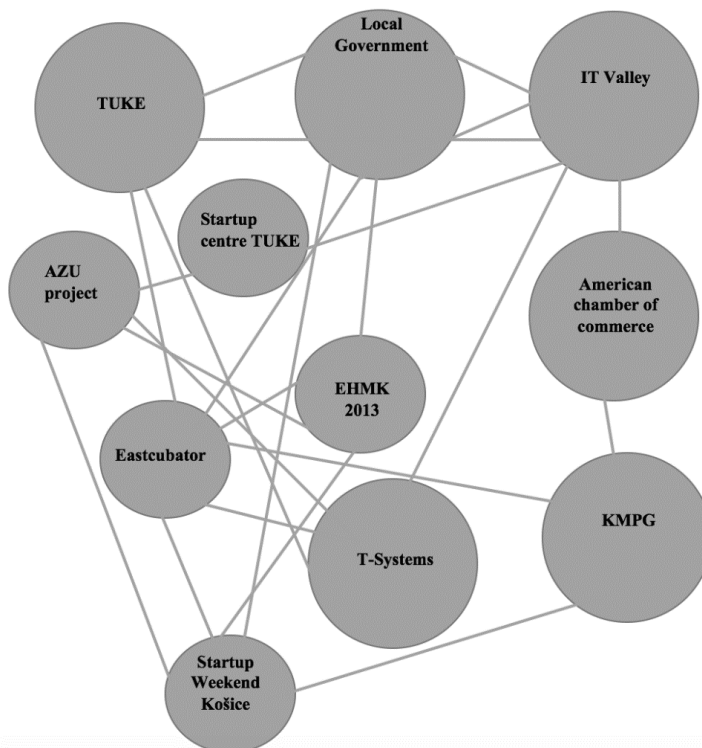 Local
Government
IT Valley
TUKE
Startup
centre TUKE
AZU
project
American
chamber of
commerce
EHMK
2013
Eastcubator
KMPG
T-Systems
Startup
Weekend
Košice